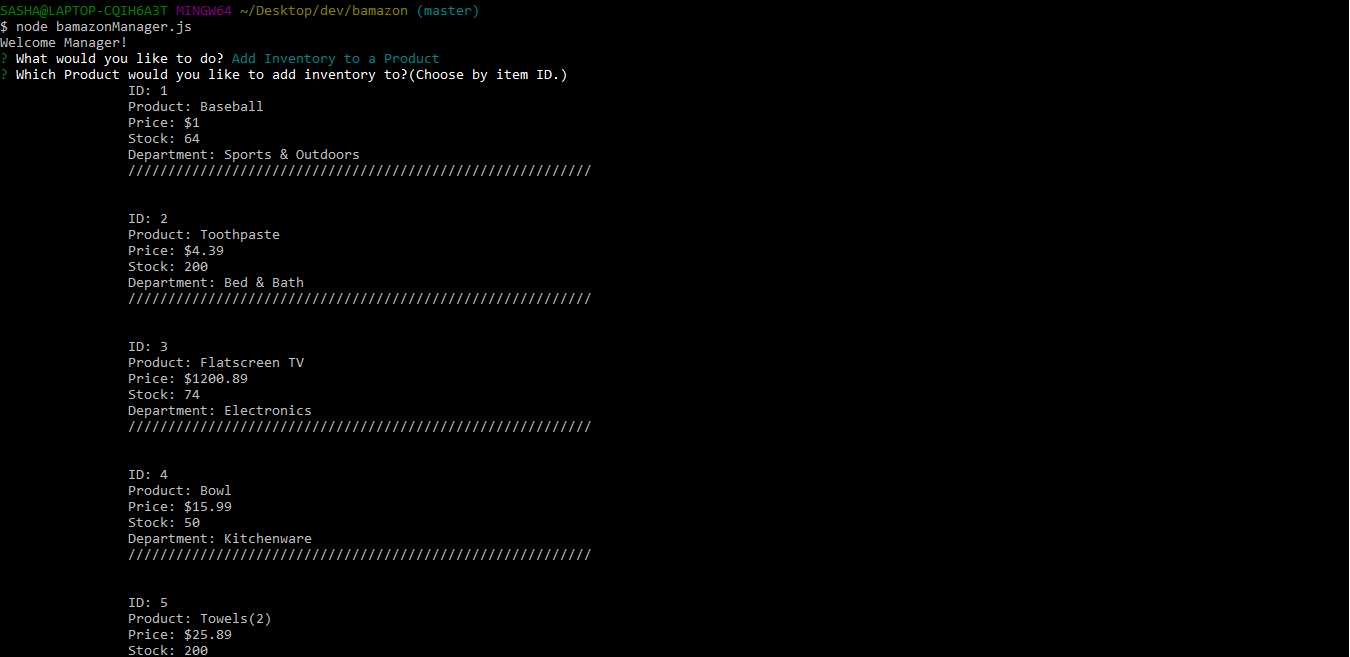 SASHA@LAPTOP-CQIH6A3T MINGW64 ~/Desktop/dev/bamazon (master)
$ node bamazonManager.js
Welcome Manager!
? What would you like to do? Add Inventory to a Product
? Which Product would you like to add inventory to?(Choose by item ID.)
ID: 1
Product: Baseball
Price: $1
Stock: 64
Department: Sports & Outdoors
//////////////////////////////////////////////////////////
ID: 2
Product: Toothpaste
Price: $4.39
Stock: 200
Department: Bed & Bath
//////////////////////////////////////////////////////////
ID: 3
Product: Flatscreen TV
Price: $1200.89
Stock: 74
Department: Electronics
//////////////////////////////////////////////////////////
ID: 4
Product: Bowl
Price: $15.99
Stock: 50
Department: Kitchenware
//////////////////////////////////////////////////////////
ID: 5
Product: Towels(2)
Price: $25.89
Stock: 200